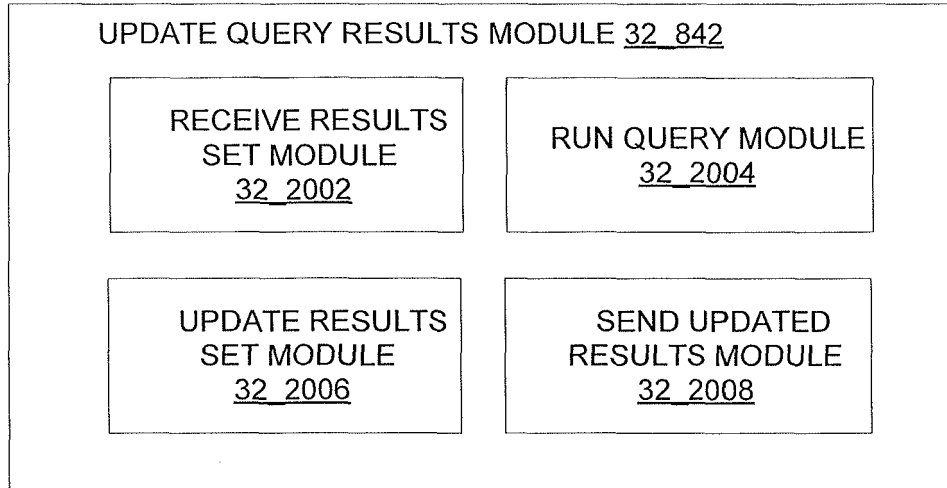 UPDATE QUERY RESULTS MODULE 32_842
RECEIVE RESULTS
SET MODULE
32_2002
RUN QUERY MODULE
32_2004
UPDATE RESULTS
SET MODULE
32_2006
SEND UPDATED
RESULTS MODULE
32_2008